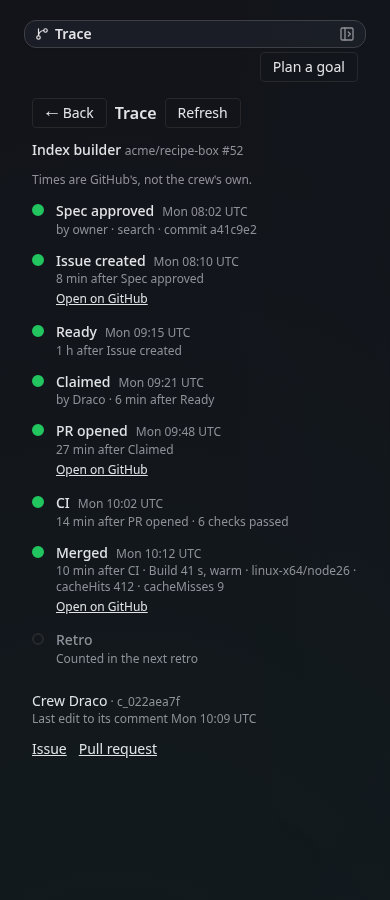 Trace
Plan a goal
← Back
Trace
Refresh
Index builder acme/recipe-box #52
Times are GitHub's, not the crew's own.
Spec approved Mon 08:02 UTC
by owner · search · commit a41c9e2
Issue created Mon 08:10 UTC
8 min after Spec approved
Open on GitHub
Ready Mon 09:15 UTC
1 h after Issue created
Claimed Mon 09:21 UTC
by Draco · 6 min after Ready
PR opened Mon 09:48 UTC
27 min after Claimed
Open on GitHub
CI Mon 10:02 UTC
14 min after PR opened · 6 checks passed
Merged Mon 10:12 UTC
10 min after CI · Build 41 s, warm · linux-x64/node26 ·
cacheHits 412 · cacheMisses 9
Open on GitHub
Retro
Counted in the next retro
Crew Draco · c_022aea7f
Last edit to its comment Mon 10:09 UTC
Issue Pull request